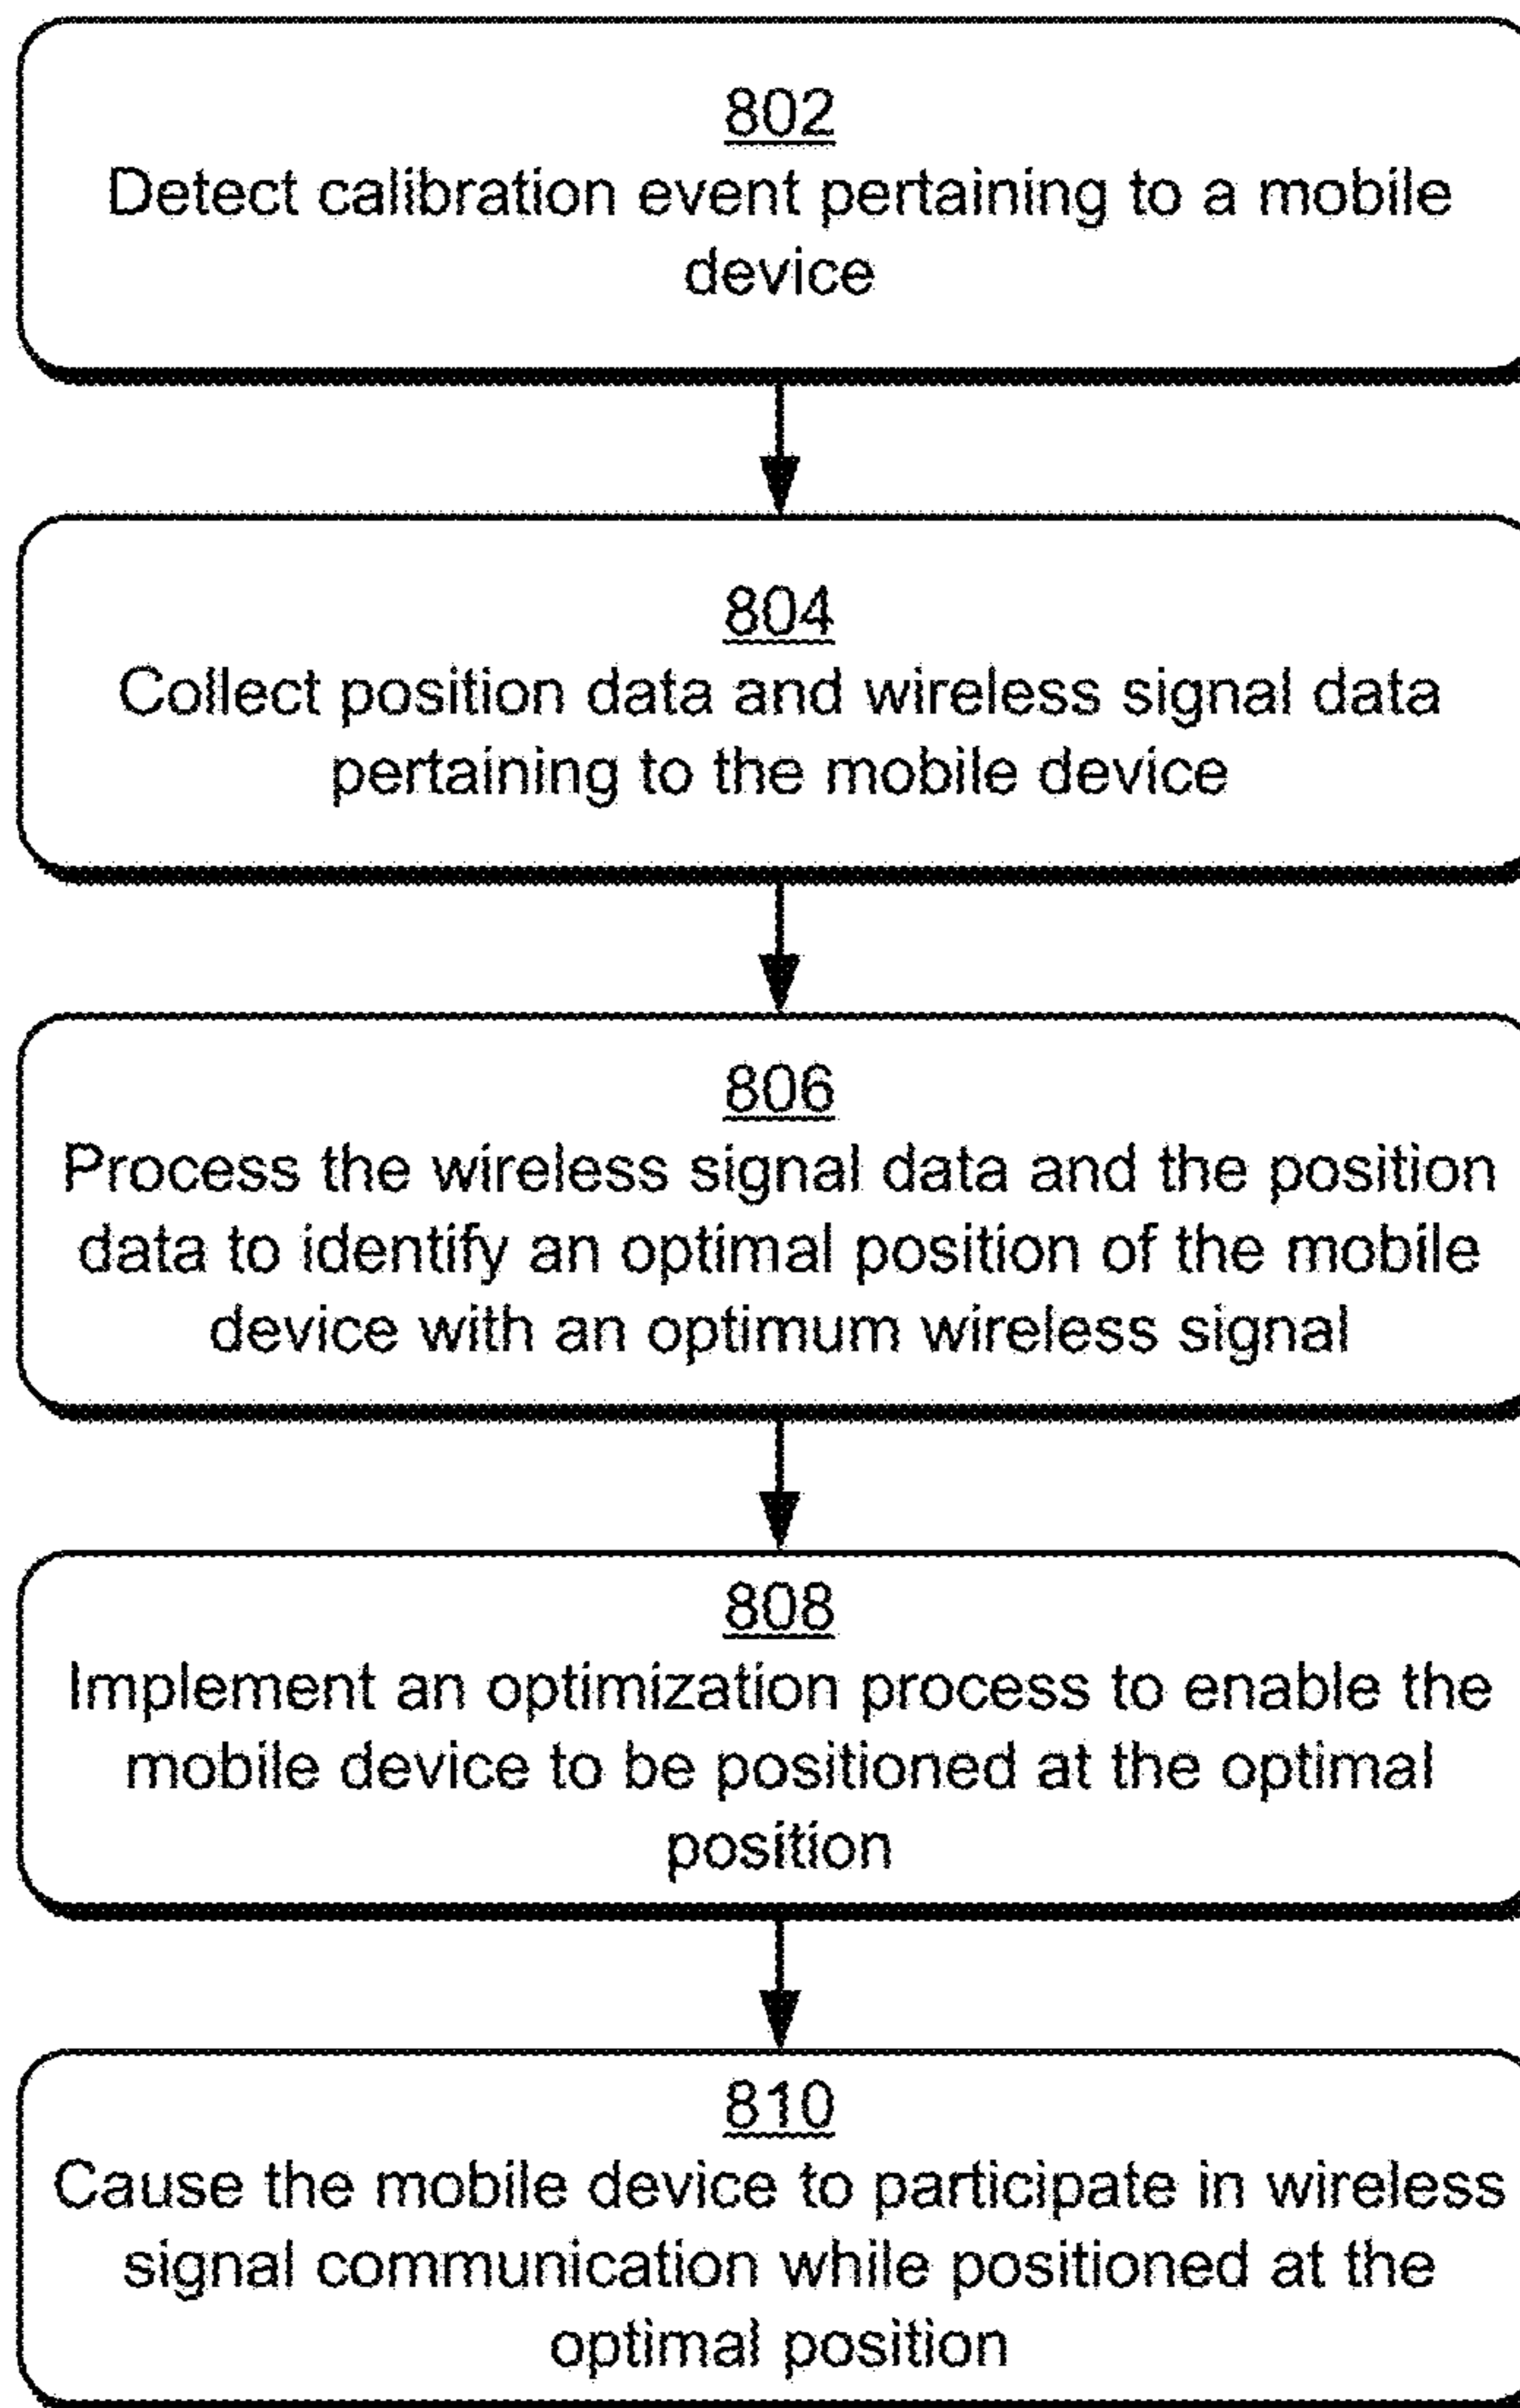 802
Detect calibration event pertaining to a mobile
device
804
Collect position data and wireless signal data
pertaining to the mobile device
806
Process the wireless signal data and the position
data to identify an optimal position of the mobile
device with an optimum wireless signal
808
Implement an optimization process to enable the
mobile device to be positioned at the optimal
position
810
Cause the mobile device to participate in wireless
signal communication while positioned at the
optimal position